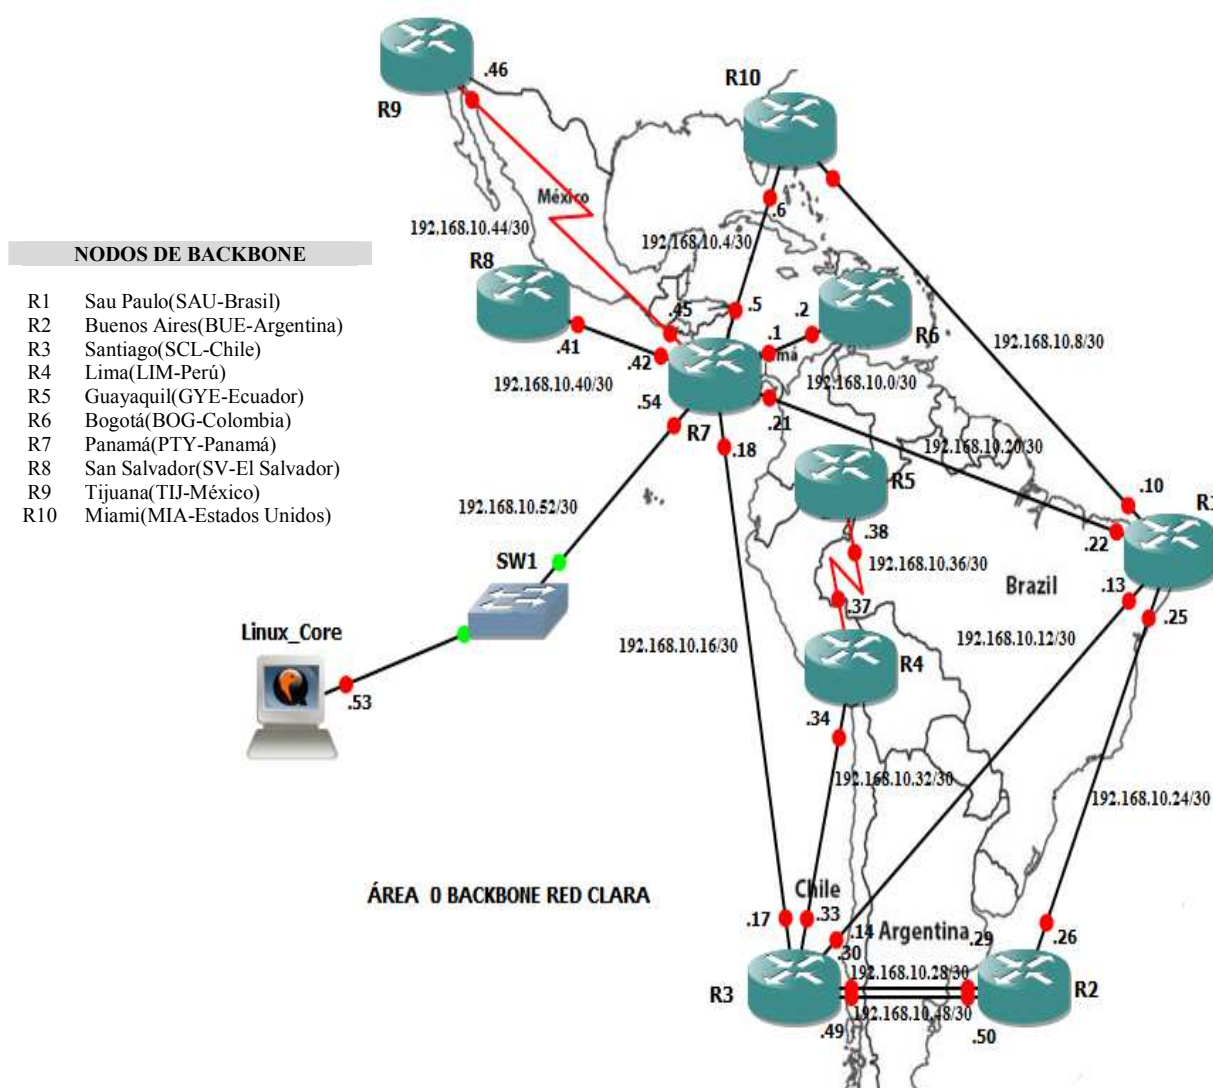 NODOS DE BACKBONE
R1 Sau Paulo(SAU-Brasil)
R2 Buenos Aires(BUE-Argentina)
R3 Santiago(SCL-Chile)
R4 Lima(LIM-Perú)
R5 Guayaquil(GYE-Ecuador)
R6 Bogotá(BOG-Colombia)
R7 Panamá(PTY-Panamá)
R8 San Salvador(SV-El Salvador)
R9 Tijuana(TIJ-México)
R10 Miami(MIA-Estados Unidos)
.46
R9
R10
México
.6
192.168.10.44/30
192.168.10.4/30
R8
.45
.5
.2
.1
R6
192.168.10.8/30
.41
.42
má
192.168.10.40/30
192.168.10.0/30
.54
.21
R7
.18
192.168.10.20/30
R5
.10
192.168.10.52/30
.38
.22
SW1
192.168.10.36/30
Brazil
.13
.37
.25
Linux_Core
192.168.10.16/30
192.168.10.12/30
R4
.53
.34
192.168.10.32/30
192.168.10.24/30
ÁREA 0 BACKBONE RED CLARA
Chile
.17
.33
.14
Argentina
.29
.26
.30
192.168.10.28/30
R3
R2
192.168.10.48/30
.49
.50